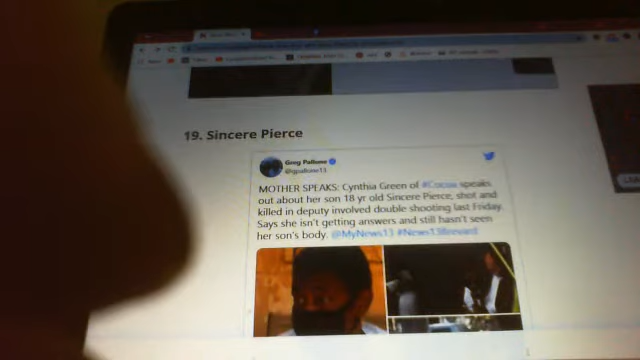 19. Sincere Pierce
Greg Pallone
@gpallone13
MOTHER SPEAKS: Cynthia Green of #Cocoa speaks
out about her son 18 yr old Sincere Pierce, shot and
killed in deputy involved double shooting last Friday.
Says she isn't getting answers and still hasn't seen
her son's body. @MyNews13 #News13Brevard